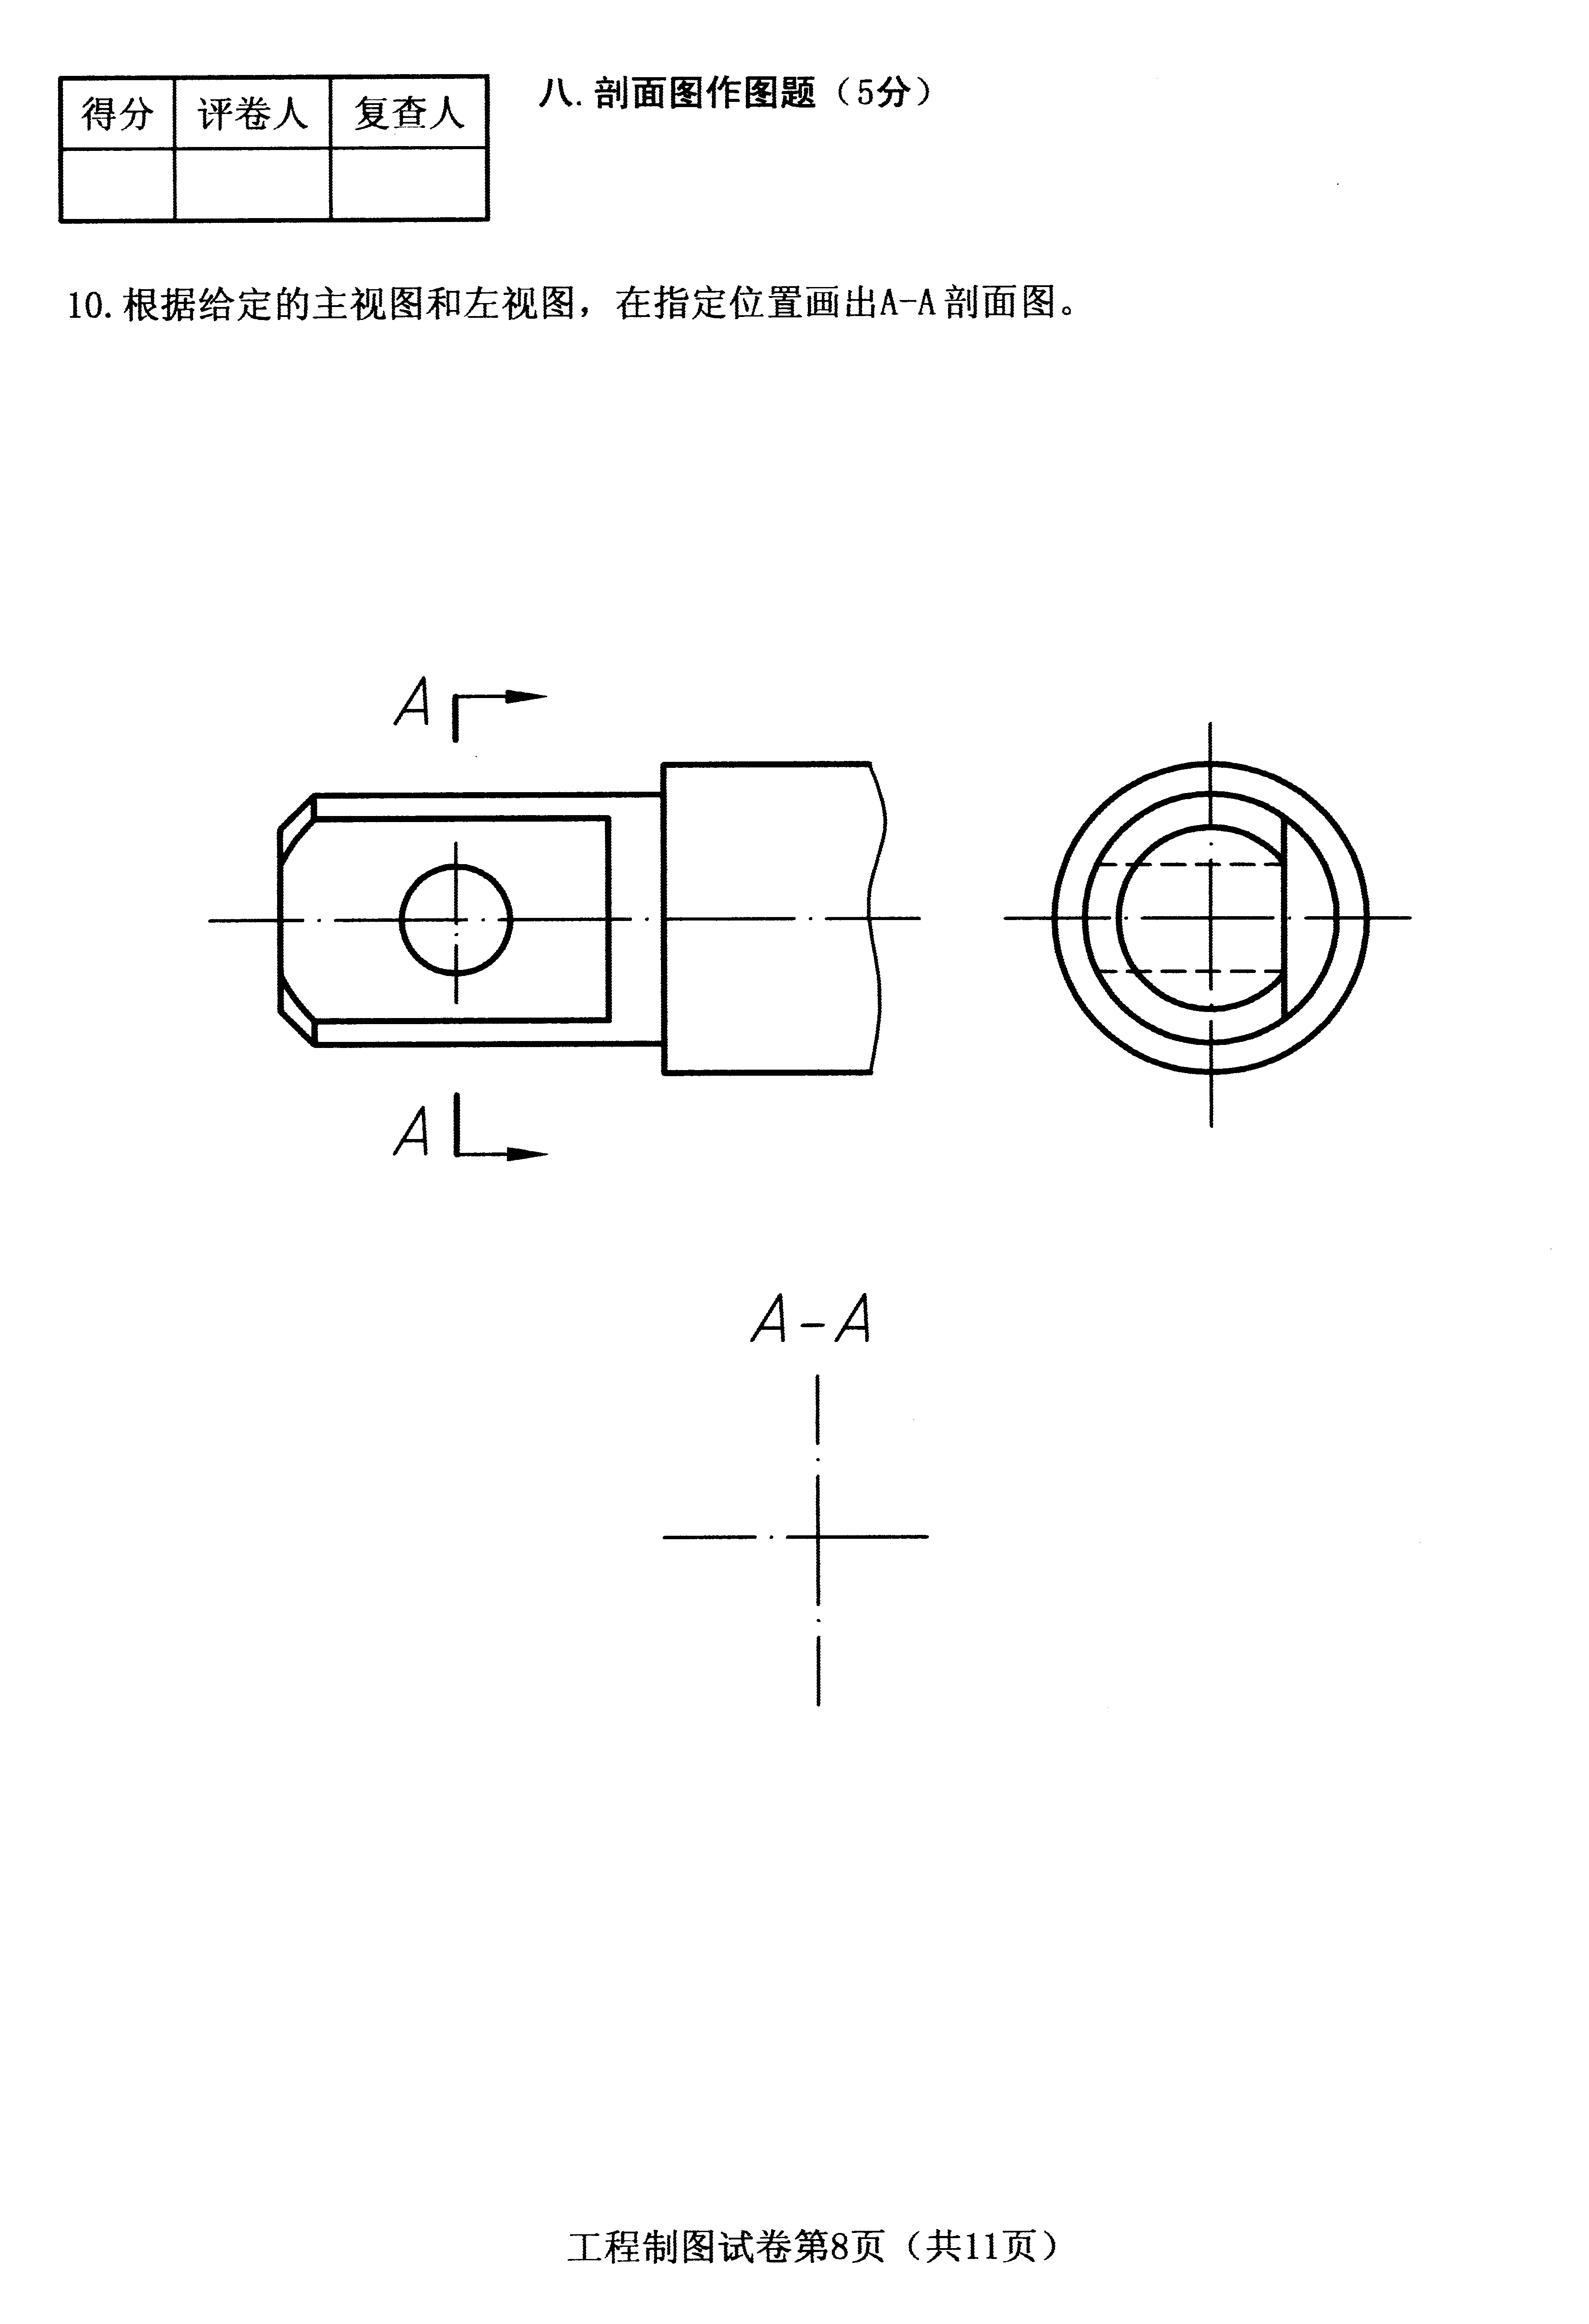 八.剖面图作图题（5分）
得分 评卷人 复查人
10.根据给定的主视图和左视图，在指定位置画出A-A剖面图。
A
A
A-A
工程制图试卷第8页（共11页）